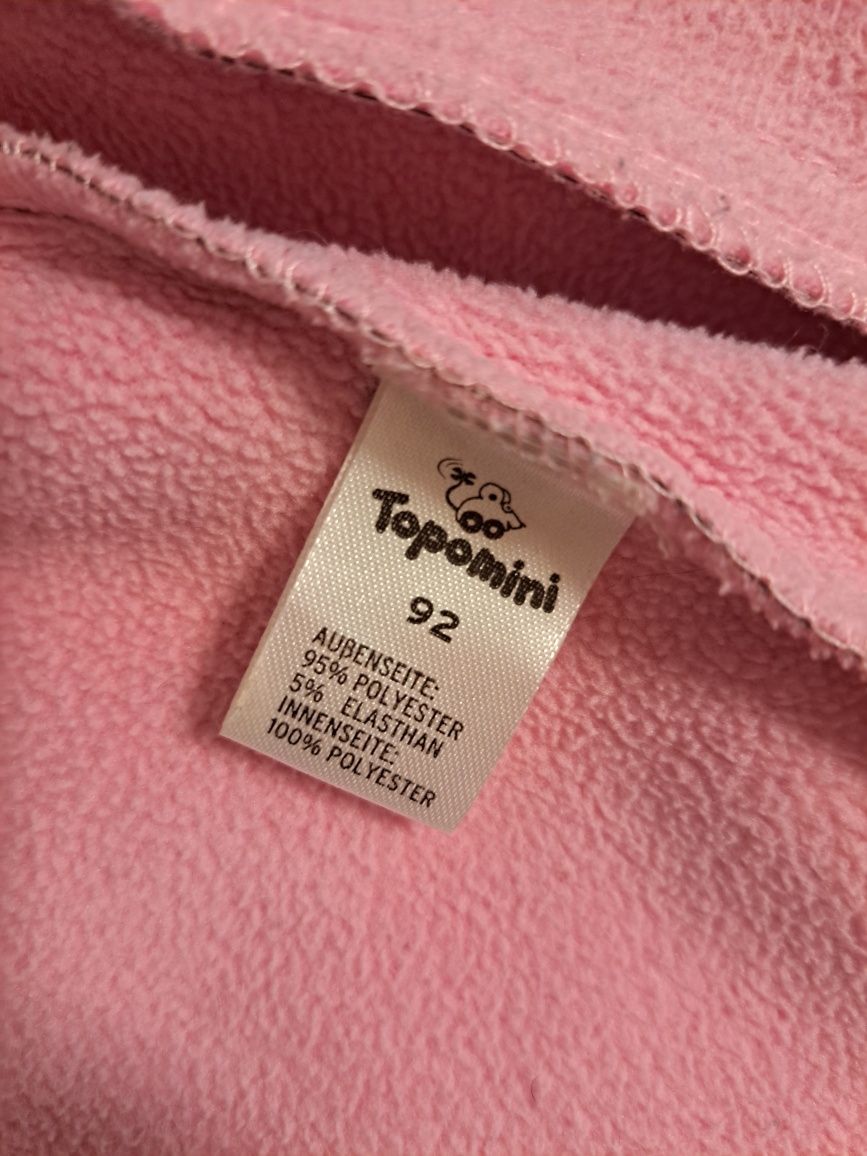 Topomini
92
AUßENSEITE:
95% POLYESTER
5% ELASTHAN
INNENSEITE:
100% POLYESTER